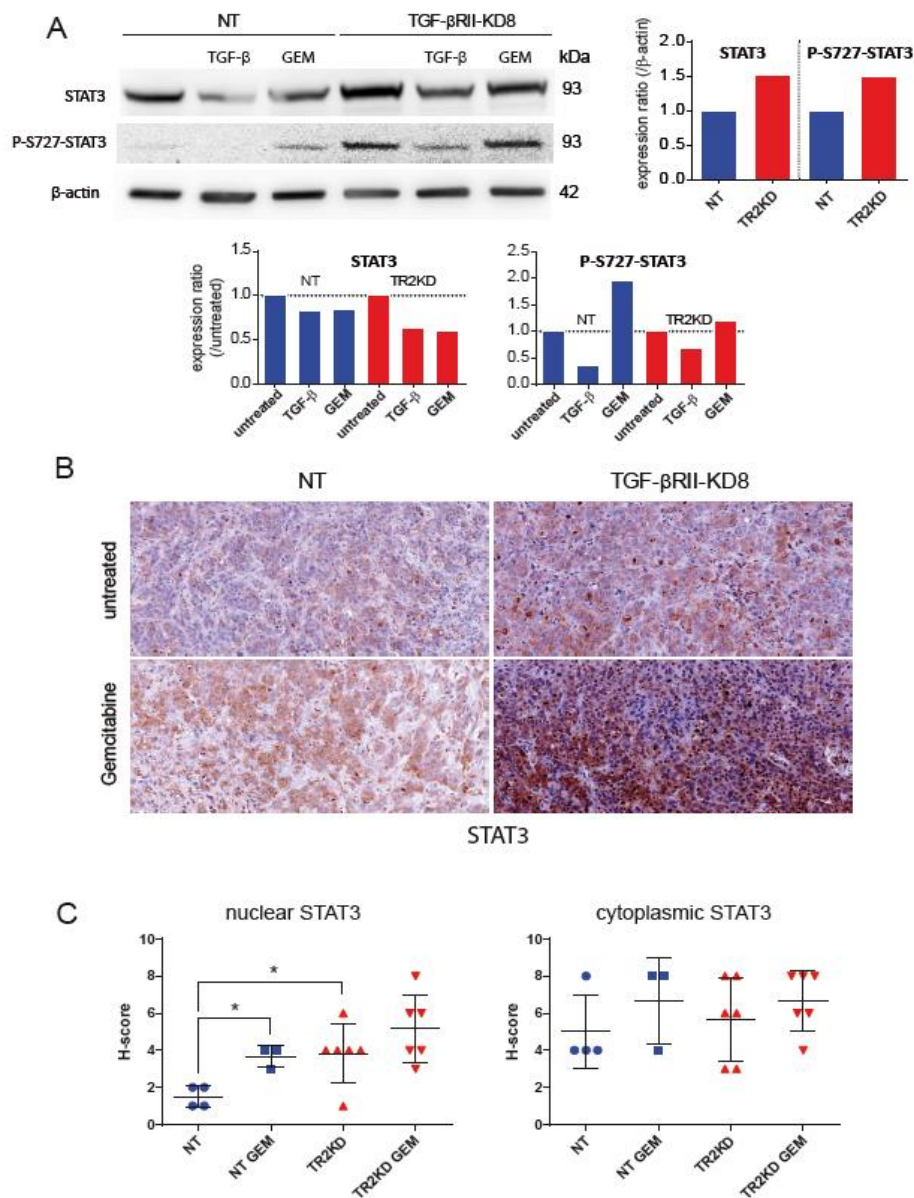 A
NT
TGF-βRII-KD8
TGF-β
GEM
TGF-β
GEM
kDa
STAT3
93
P-S727-STAT3
93
β-actin
42
STAT3
P-S727-STAT3
expression ratio (/β-actin)
2.0
1.5
1.0
0.5
0.0
NT
TR2KD
NT
TR2KD
STAT3
NT
TR2KD
expression ratio
(/untreated)
1.5
1.0
0.5
0.0
untreated
TGF-β
GEM
untreated
TGF-β
GEM
P-S727-STAT3
NT
TR2KD
2.5
2.0
1.5
1.0
0.5
0.0
untreated
TGF-β
GEM
untreated
TGF-β
GEM
B
NT
TGF-βRII-KD8
untreated
Gemcitabine
STAT3
C
nuclear STAT3
H-score
10
8
6
4
2
0
*
*
NT
NT GEM
TR2KD
TR2KD GEM
cytoplasmic STAT3
H-score
10
8
6
4
2
0
NT
NT GEM
TR2KD
TR2KD GEM